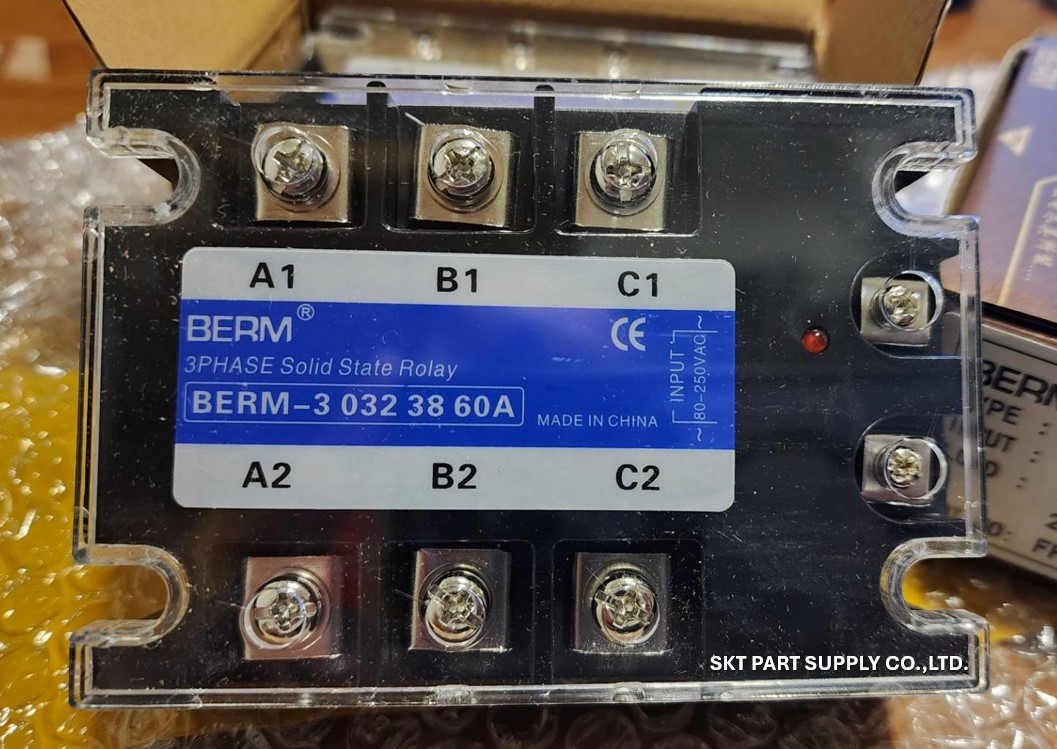 A1 B1 C1
BERM®
CE
3PHASE Solid State Rolay
BERM-3 032 38 60A
MADE IN CHINA
INPUT
~ 80-250VAC ~
A2 B2 C2
BERM
SKT PART SUPPLY CO.,LTD.